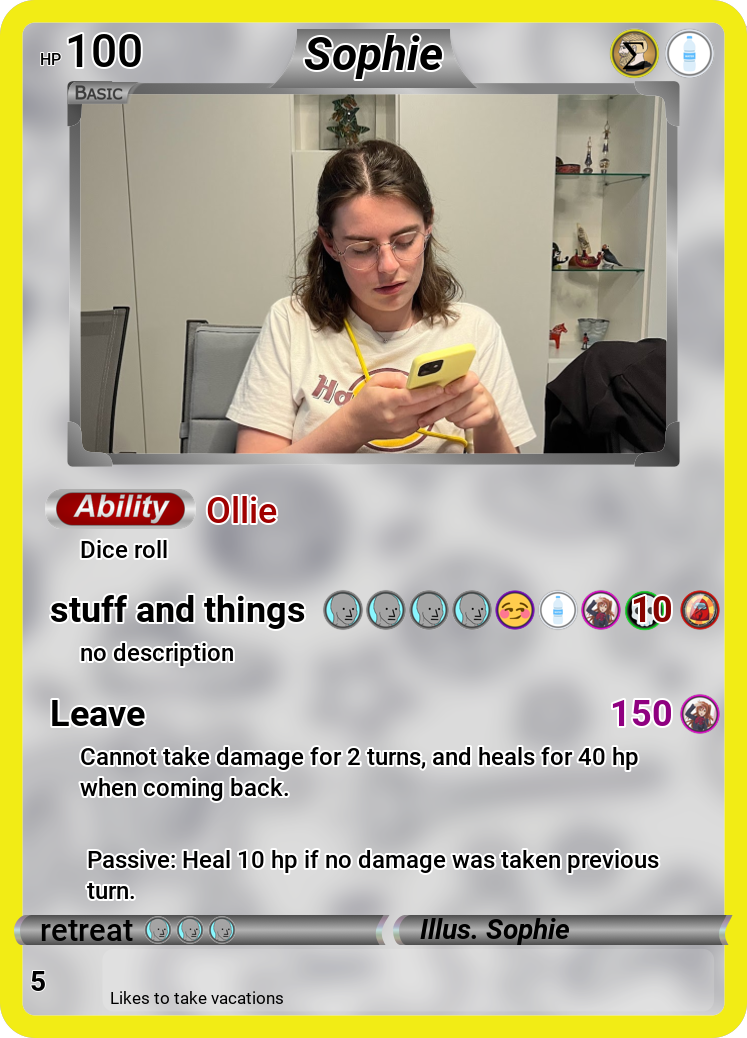 HP 100 Sophie Σ
BASIC
Ha
Ability Ollie
Dice roll
stuff and things 10
no description
Leave 150
Cannot take damage for 2 turns, and heals for 40 hp
when coming back.
Passive: Heal 10 hp if no damage was taken previous
turn.
retreat Illus. Sophie
5
Likes to take vacations